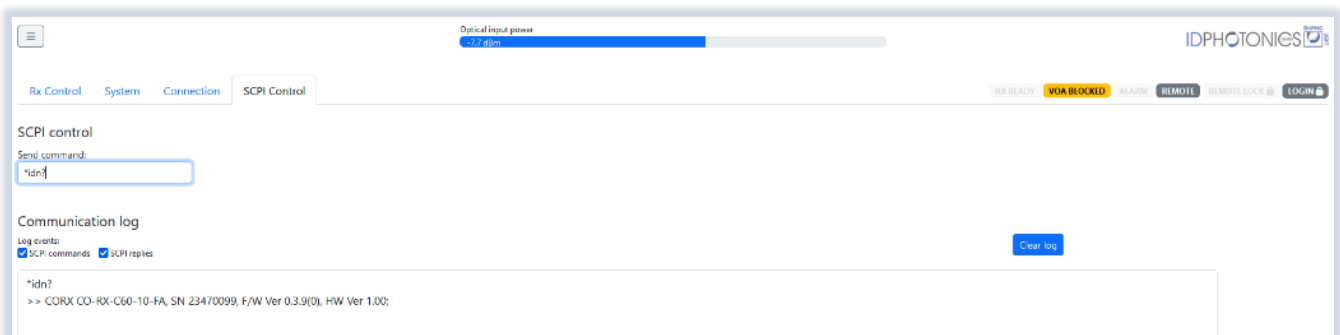 Optical input power
-7.7 dBm
IDPHOTONICS
Rx Control System Connection SCPI Control
RX READY VOA BLOCKED ALARM REMOTE REMOTE LOCK LOGIN
SCPI control
Send command:
*idn?
Communication log
Log events:
SCPI commands SCPI replies
Clear log
*idn?
>> CORX CO-RX-C60-10-FA, SN 23470099, F/W Ver 0.3.9(0), HW Ver 1.00;